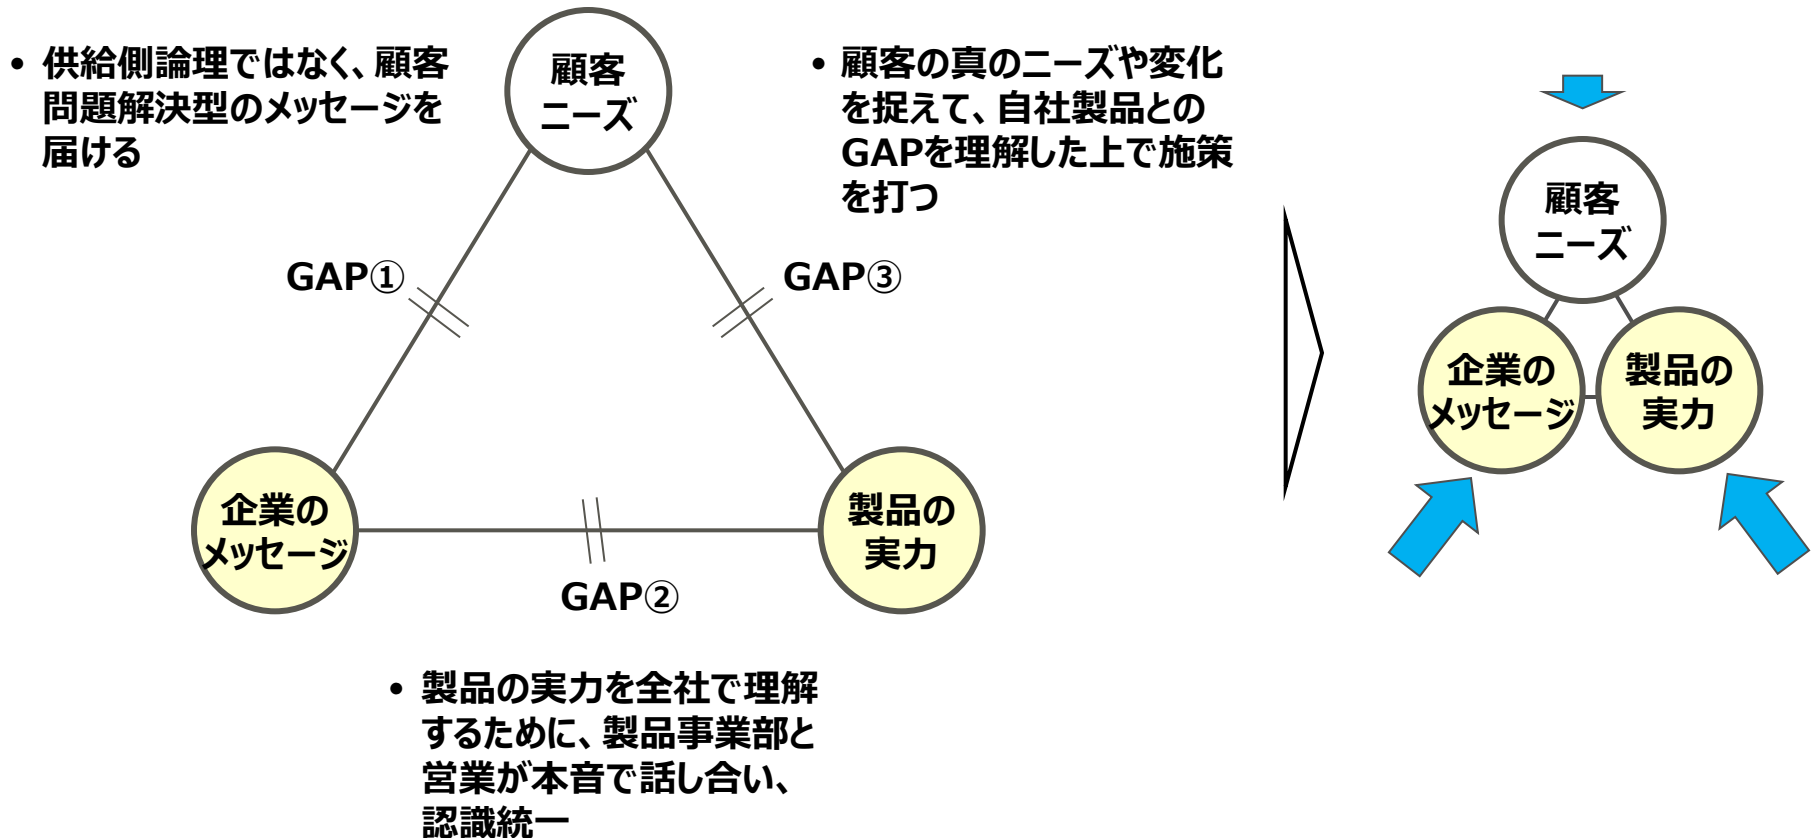 • 供給側論理ではなく、顧客
問題解決型のメッセージを
届ける
顧客
ニーズ
• 顧客の真のニーズや変化
を捉えて、自社製品との
GAPを理解した上で施策
を打つ
GAP①
GAP③
企業の
メッセージ
製品の
実力
GAP②
• 製品の実力を全社で理解
するために、製品事業部と
営業が本音で話し合い、
認識統一
顧客
ニーズ
企業の
メッセージ
製品の
実力